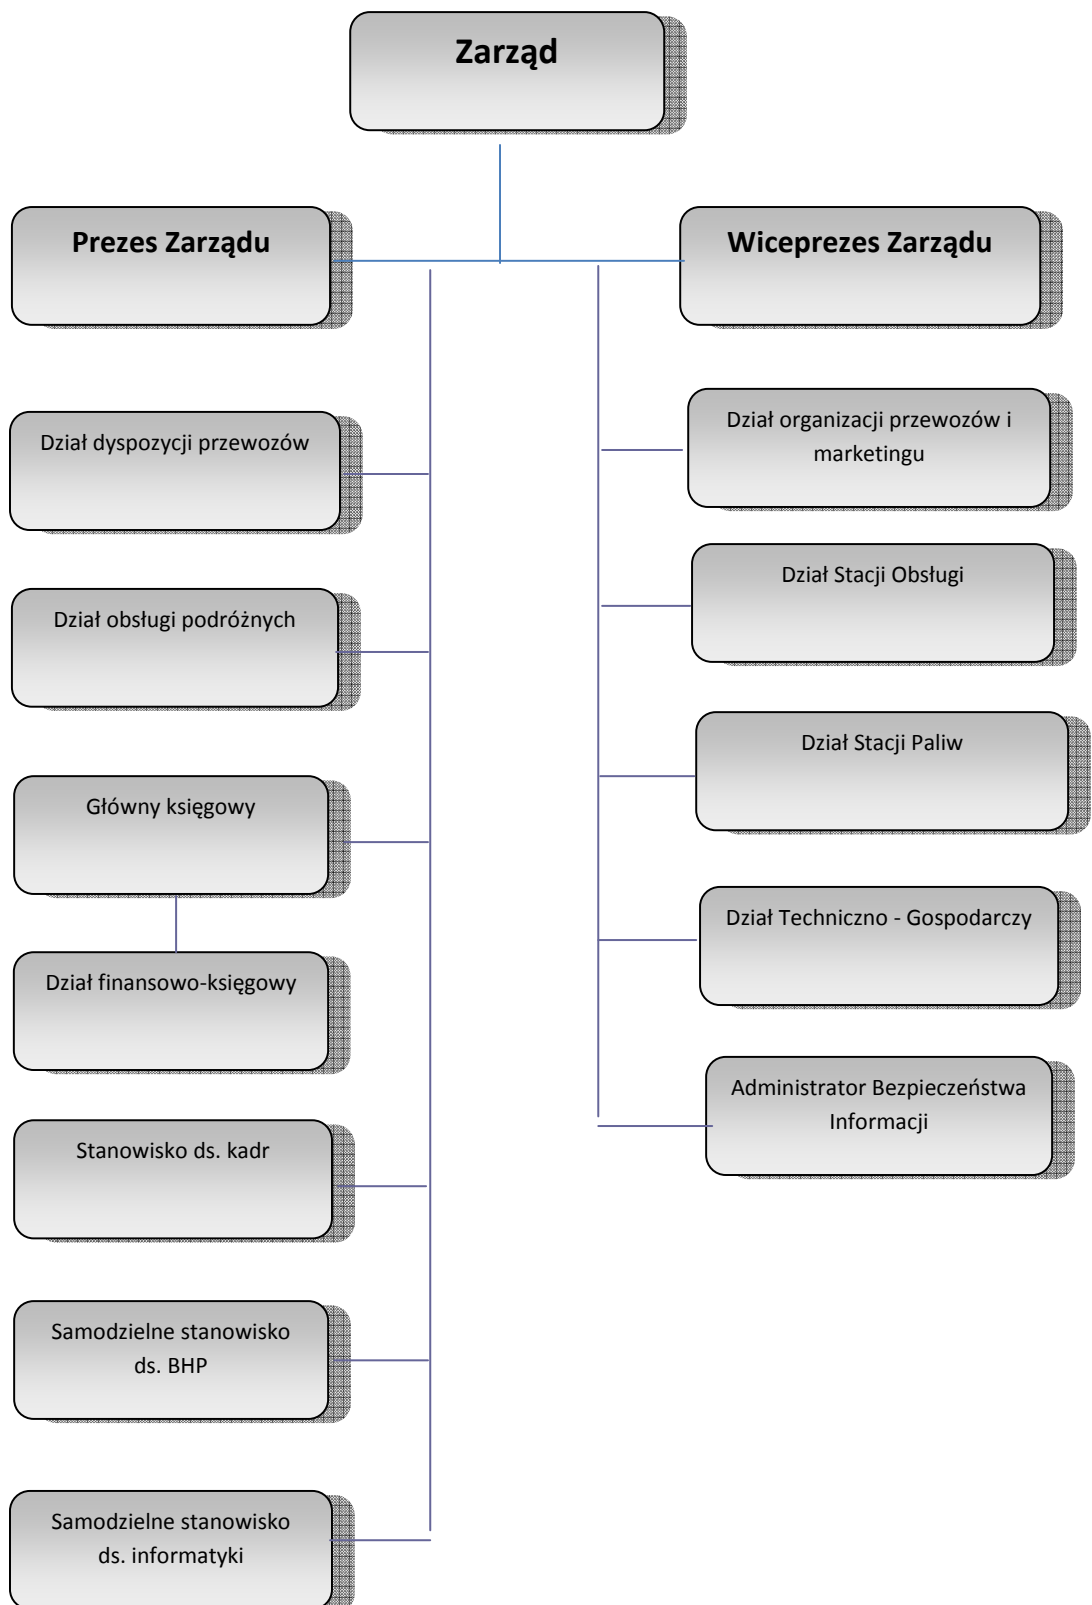 Zarząd
Prezes Zarządu
Wiceprezes Zarządu
Dział dyspozycji przewozów
Dział obsługi podróżnych
Główny księgowy
Dział finansowo-księgowy
Stanowisko ds. kadr
Samodzielne stanowisko
ds. BHP
Samodzielne stanowisko
ds. informatyki
Dział organizacji przewozów i
marketingu
Dział Stacji Obsługi
Dział Stacji Paliw
Dział Techniczno - Gospodarczy
Administrator Bezpieczeństwa
Informacji